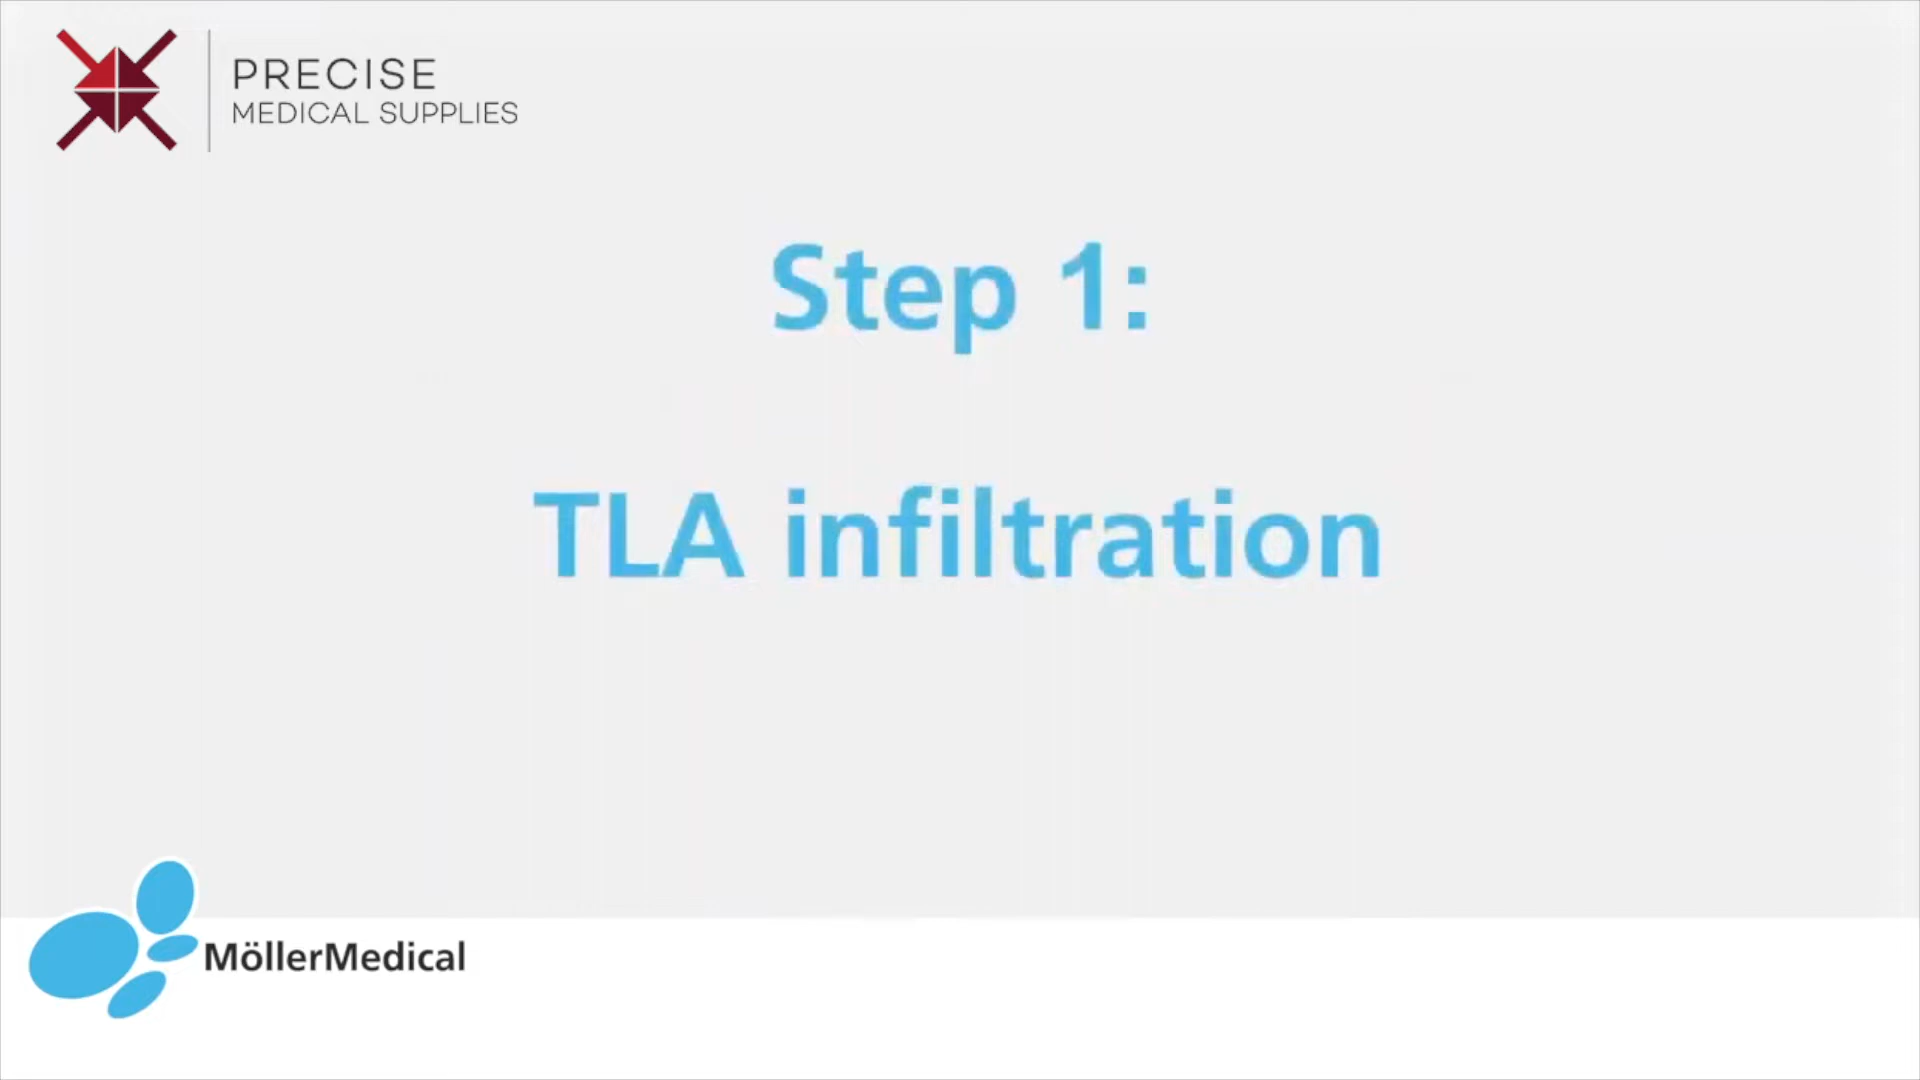 PRECISE
MEDICAL SUPPLIES
Step 1:
TLA infiltration
MöllerMedical